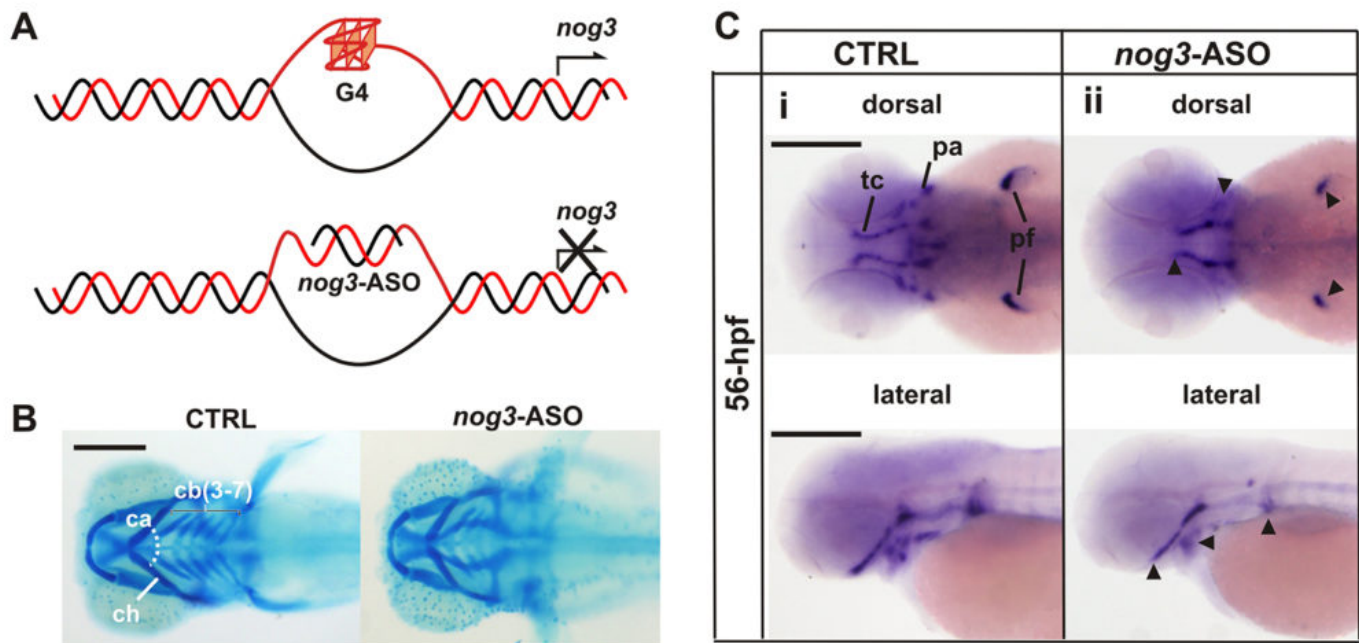 A
nog3
G4
nog3
nog3-ASO
B
CTRL
nog3-ASO
cb(3-7)
ca
ch
C
CTRL
nog3-ASO
56-hpf
i
dorsal
pa
tc
pf
ii
dorsal
lateral
lateral